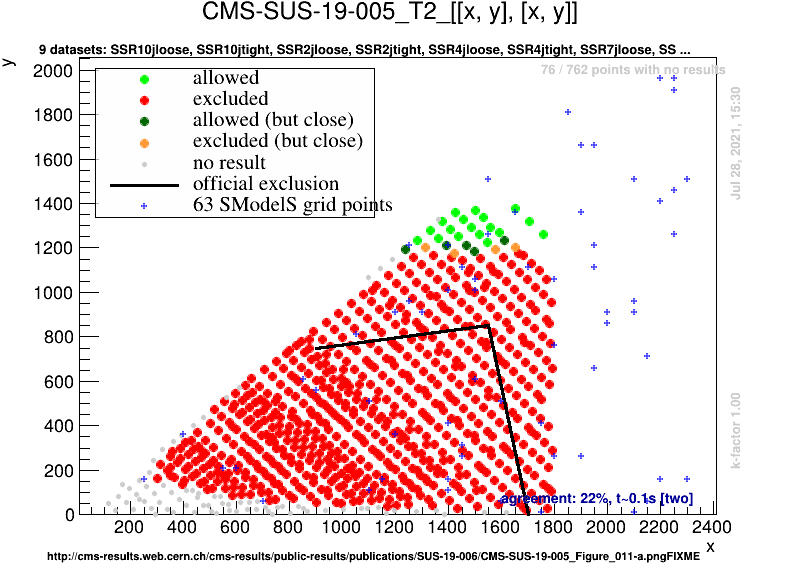 CMS-SUS-19-005_T2_[[x, y], [x, y]]
9 datasets: SSR10jloose, SSR10jtight, SSR2jloose, SSR2jtight, SSR4jloose, SSR4jtight, SSR7jloose, SS ...
y
76 / 762 points with no results
allowed
excluded
allowed (but close)
excluded (but close)
no result
official exclusion
63 SModelS grid points
Jul 28, 2021, 15:30
k-factor 1.00
2000
1800
1600
1400
1200
1000
800
600
400
200
0
agreement: 22%, t~0.1s [two]
200 400 600 800 1000 1200 1400 1600 1800 2000 2200 2400
x
http://cms-results.web.cern.ch/cms-results/public-results/publications/SUS-19-006/CMS-SUS-19-005_Figure_011-a.pngFIXME